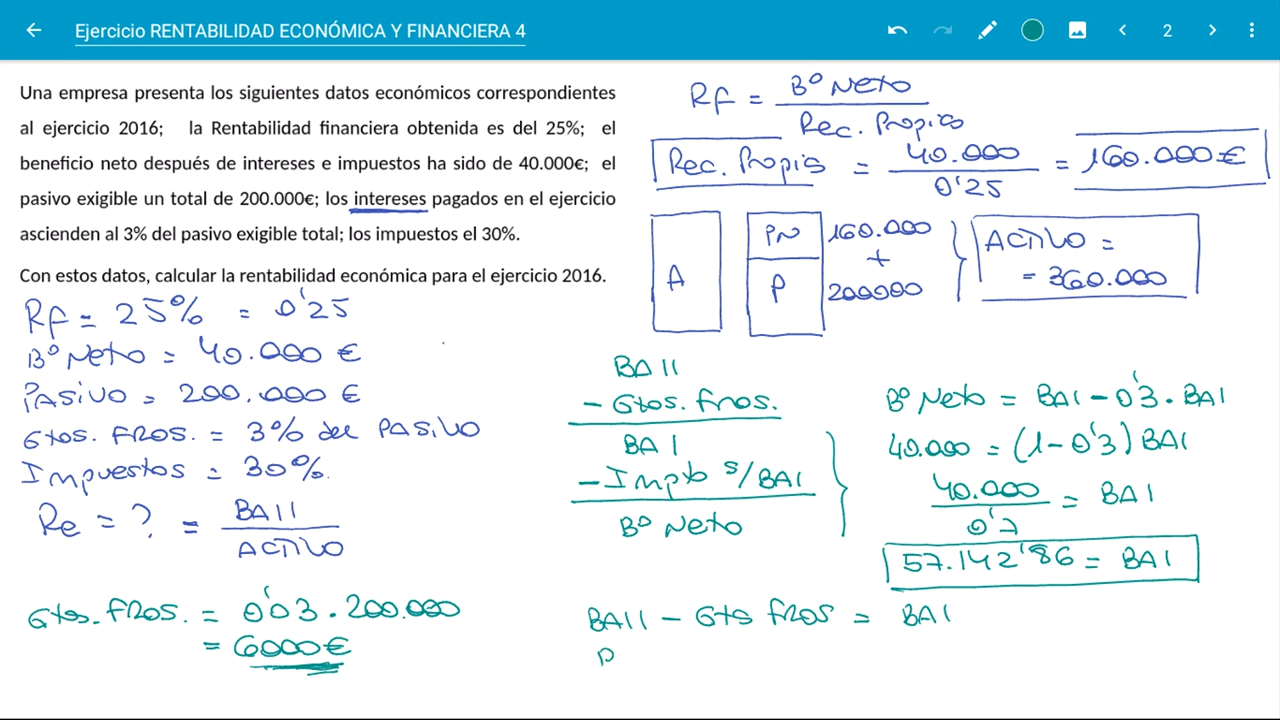 Ejercicio RENTABILIDAD ECONÓMICA Y FINANCIERA 4
2
Una empresa presenta los siguientes datos económicos correspondientes
al ejercicio 2016; la Rentabilidad financiera obtenida es del 25%; el
beneficio neto después de intereses e impuestos ha sido de 40.000€; el
pasivo exigible un total de 200.000€; los intereses pagados en el ejercicio
ascienden al 3% del pasivo exigible total; los impuestos el 30%.
Con estos datos, calcular la rentabilidad económica para el ejercicio 2016.
Rf = 25% = 0'25
Bº Neto = 40.000 €
PASIVO = 200.000 €
Gtos. FROS. = 3% del PASIVO
Impuestos = 30%.
Re = ? = BAII / ACTIVO
Gtos. FROS. = 0'03 . 200.000
= 6000 €
Rf = Bº Neto / Rec. Propios
Rec. Propios = 40.000 / 0'25 = 160.000 €
A
PN 160.000
+
P 200000
ACTIVO =
= 360.000
BAII
- Gtos. fros.
BAI
- Impto s/BAI
Bº Neto
Bº Neto = BAI - 0'3 . BAI
40.000 = (1 - 0'3) BAI
40.000 / 0'7 = BAI
57.142'86 = BAI
BAII - Gto FROS = BAI